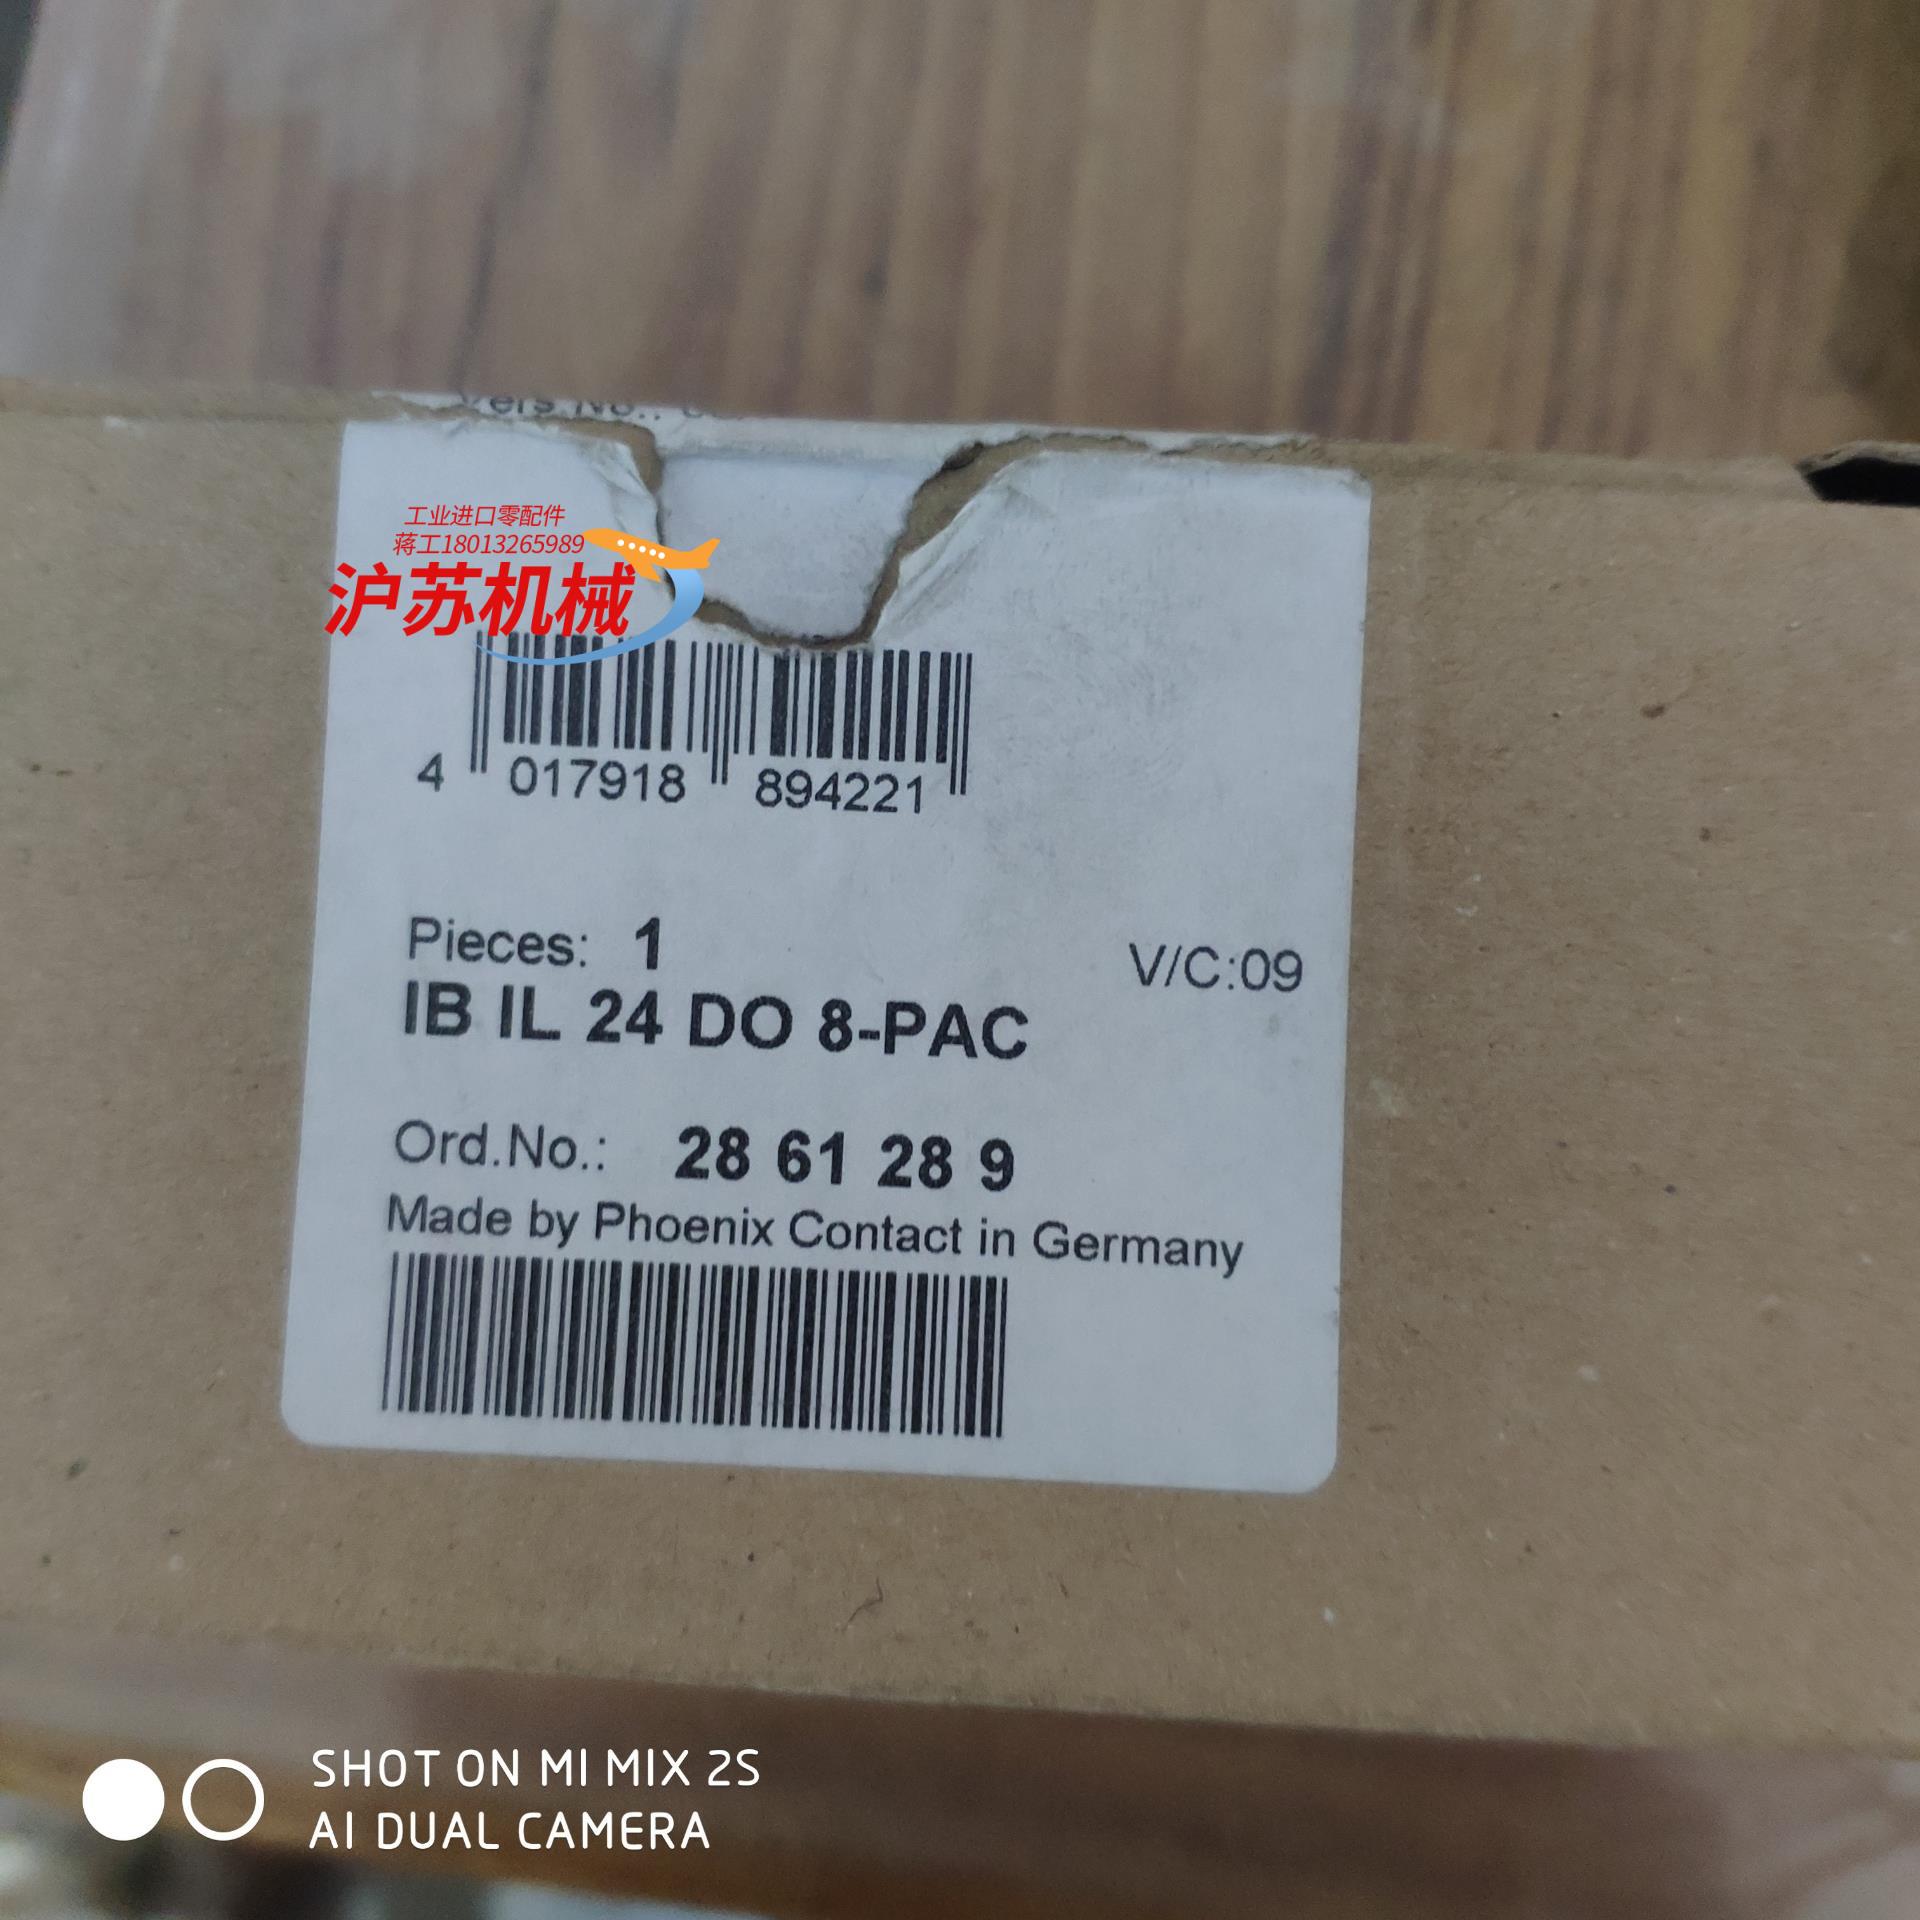 Vers No.:
工业进口零配件
蒋工18013265989
沪苏机械
4 017918 894221
Pieces: 1
V/C:09
IB IL 24 DO 8-PAC
Ord.No.: 28 61 28 9
Made by Phoenix Contact in Germany
SHOT ON MI MIX 2S
AI DUAL CAMERA